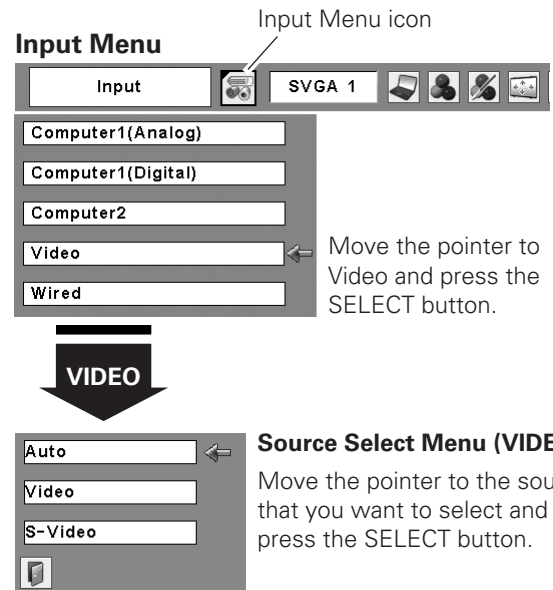 Input Menu icon
Input Menu
Input
SVGA 1
Computer1(Analog)
Computer1(Digital)
Computer2
Video
Wired
Move the pointer to
Video and press the
SELECT button.
VIDEO
Auto
Video
S-Video
Source Select Menu
Move the pointer to the
that you want to select and
press the SELECT button.